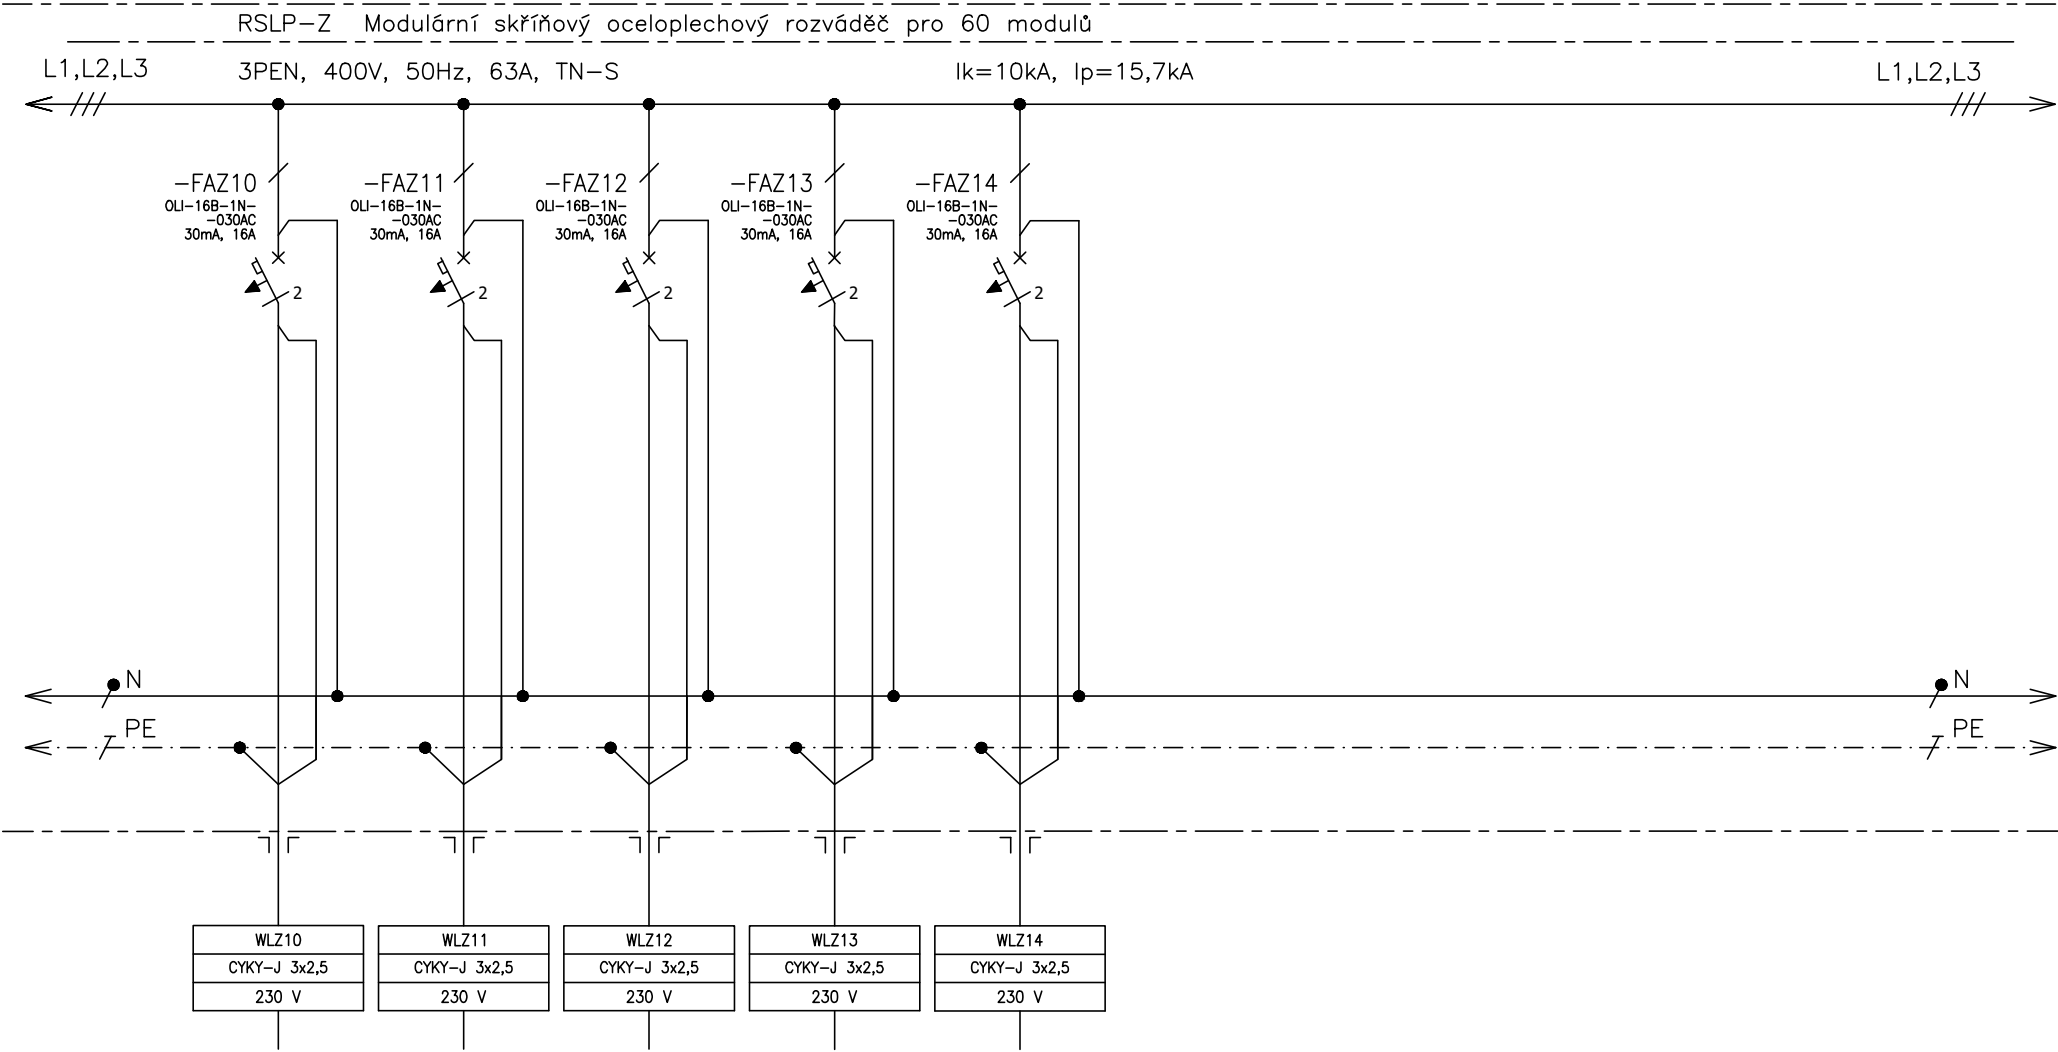 RSLP-Z Modulární skříňový oceloplechový rozváděč pro 60 modulů
L1,L2,L3 3PEN, 400V, 50Hz, 63A, TN-S Ik=10kA, Ip=15,7kA L1,L2,L3
-FAZ10
OLI-16B-1N-
-030AC
30mA, 16A
2
-FAZ11
OLI-16B-1N-
-030AC
30mA, 16A
2
-FAZ12
OLI-16B-1N-
-030AC
30mA, 16A
2
-FAZ13
OLI-16B-1N-
-030AC
30mA, 16A
2
-FAZ14
OLI-16B-1N-
-030AC
30mA, 16A
2
N N
PE PE
WLZ10
CYKY-J 3x2,5
230 V
WLZ11
CYKY-J 3x2,5
230 V
WLZ12
CYKY-J 3x2,5
230 V
WLZ13
CYKY-J 3x2,5
230 V
WLZ14
CYKY-J 3x2,5
230 V